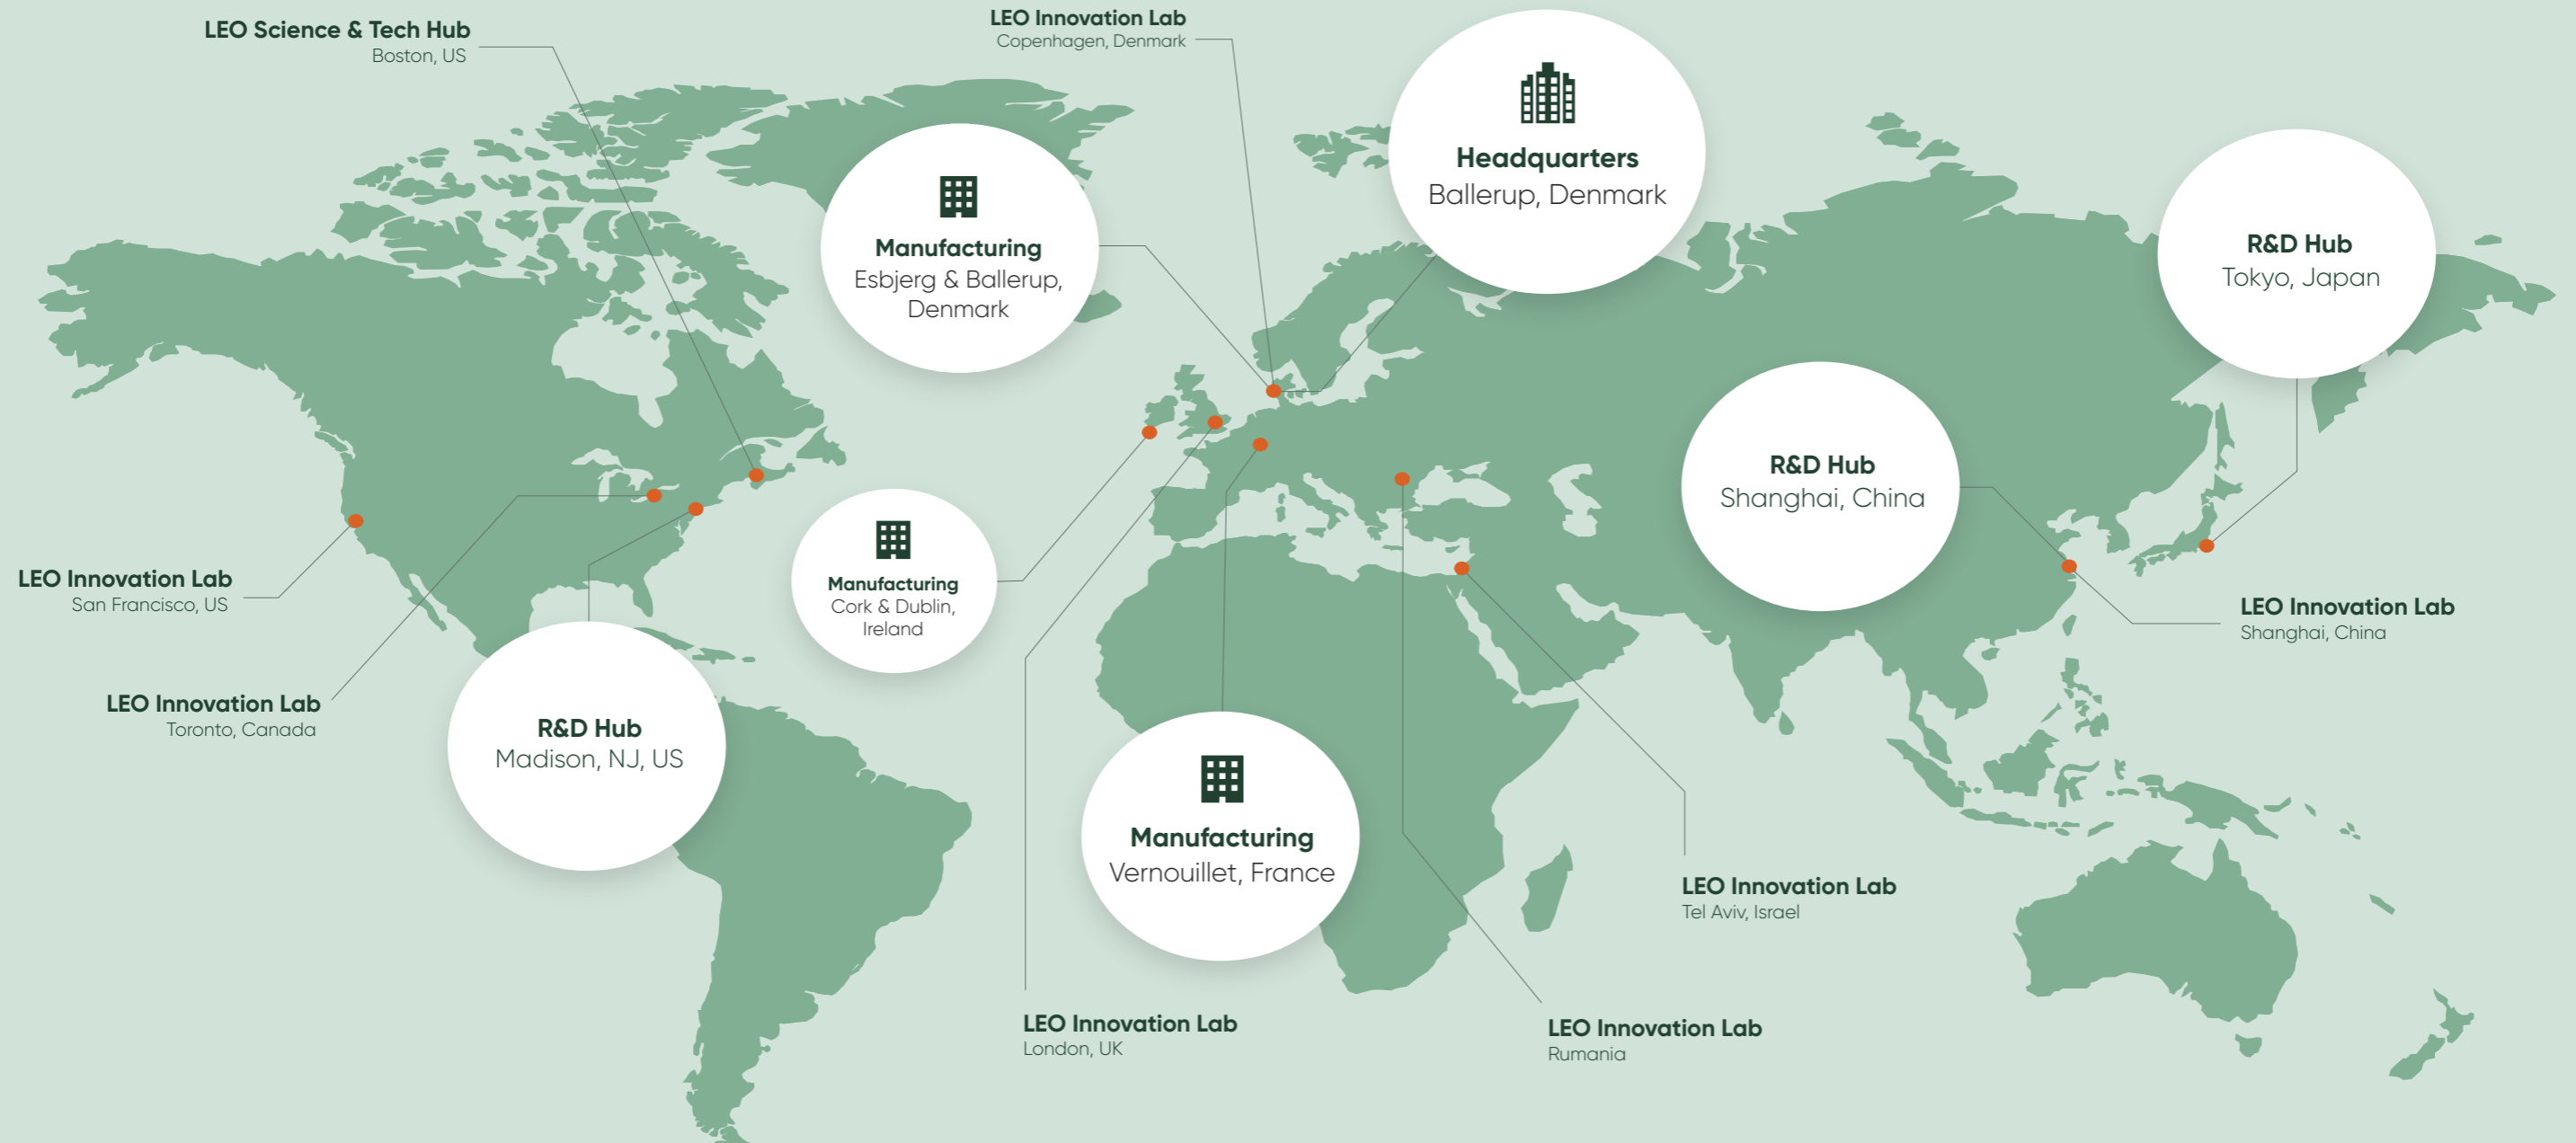 LEO Science & Tech Hub
Boston, US
LEO Innovation Lab
Copenhagen, Denmark
Headquarters
Ballerup, Denmark
Manufacturing
Esbjerg & Ballerup,
Denmark
R&D Hub
Tokyo, Japan
R&D Hub
Shanghai, China
Manufacturing
Cork & Dublin,
Ireland
LEO Innovation Lab
San Francisco, US
LEO Innovation Lab
Shanghai, China
LEO Innovation Lab
Toronto, Canada
R&D Hub
Madison, NJ, US
Manufacturing
Vernouillet, France
LEO Innovation Lab
Tel Aviv, Israel
LEO Innovation Lab
London, UK
LEO Innovation Lab
Rumania